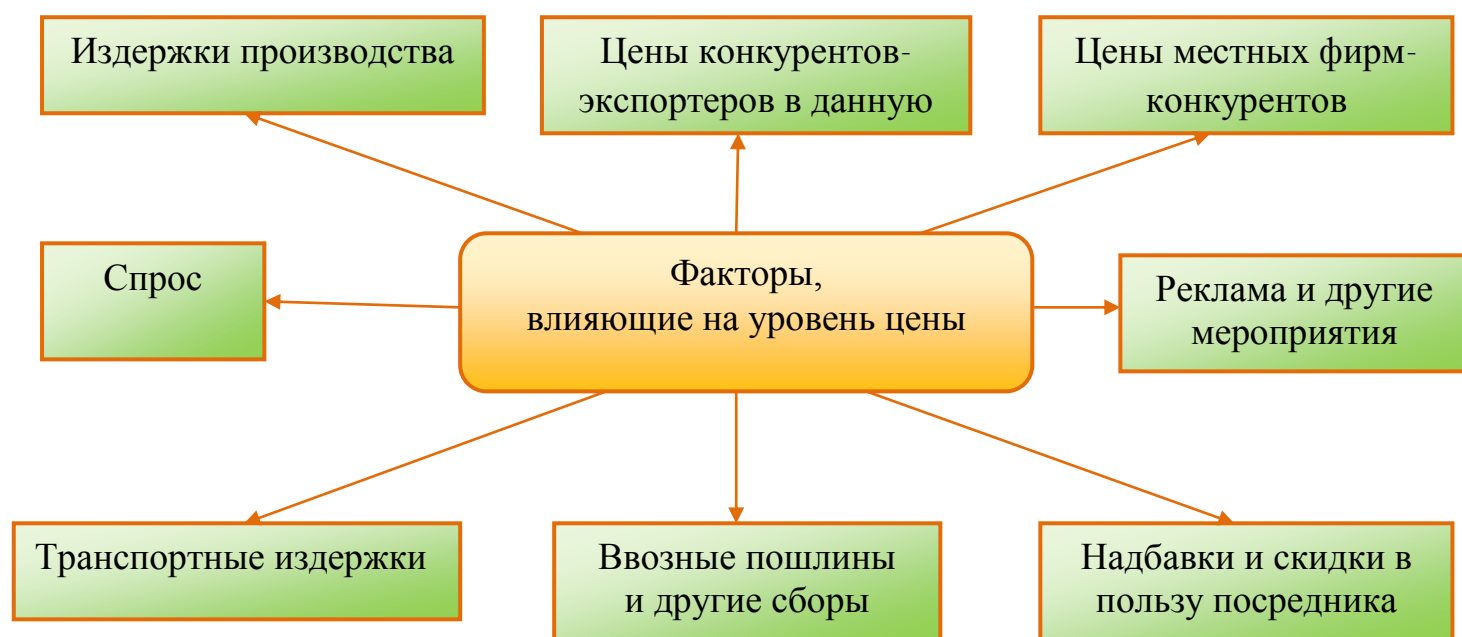 Издержки производства
Цены конкурентов-
экспортеров в данную
Цены местных фирм-
конкурентов
Спрос
Факторы,
влияющие на уровень цены
Реклама и другие
мероприятия
Транспортные издержки
Ввозные пошлины
и другие сборы
Надбавки и скидки в
пользу посредника